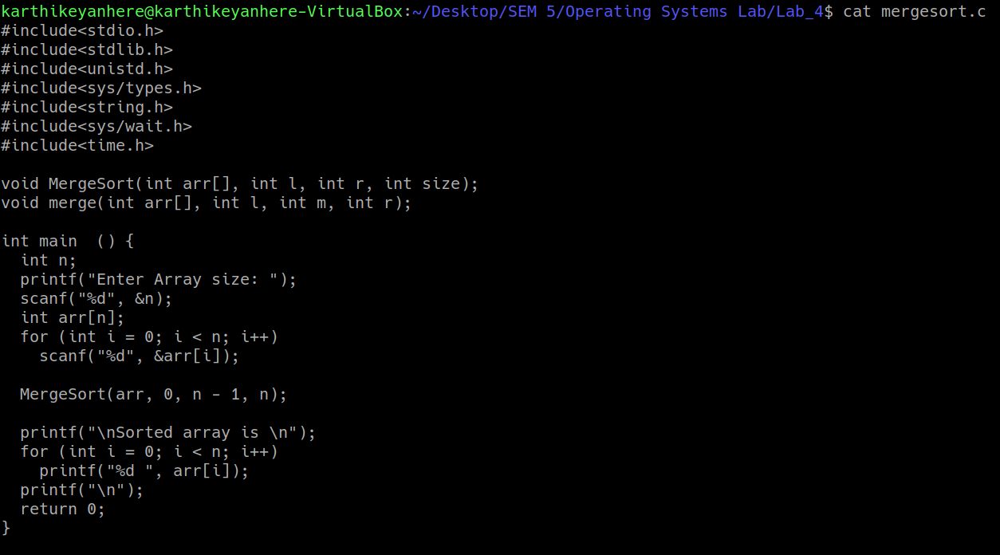 karthikeyanhere@karthikeyanhere-VirtualBox:~/Desktop/SEM 5/Operating Systems Lab/Lab_4$ cat mergesort.c
#include<stdio.h>
#include<stdlib.h>
#include<unistd.h>
#include<sys/types.h>
#include<string.h>
#include<sys/wait.h>
#include<time.h>

void MergeSort(int arr[], int l, int r, int size);
void merge(int arr[], int l, int m, int r);

int main  () {
  int n;
  printf("Enter Array size: ");
  scanf("%d", &n);
  int arr[n];
  for (int i = 0; i < n; i++)
    scanf("%d", &arr[i]);

  MergeSort(arr, 0, n - 1, n);

  printf("\nSorted array is \n");
  for (int i = 0; i < n; i++)
    printf("%d ", arr[i]);
  printf("\n");
  return 0;
}